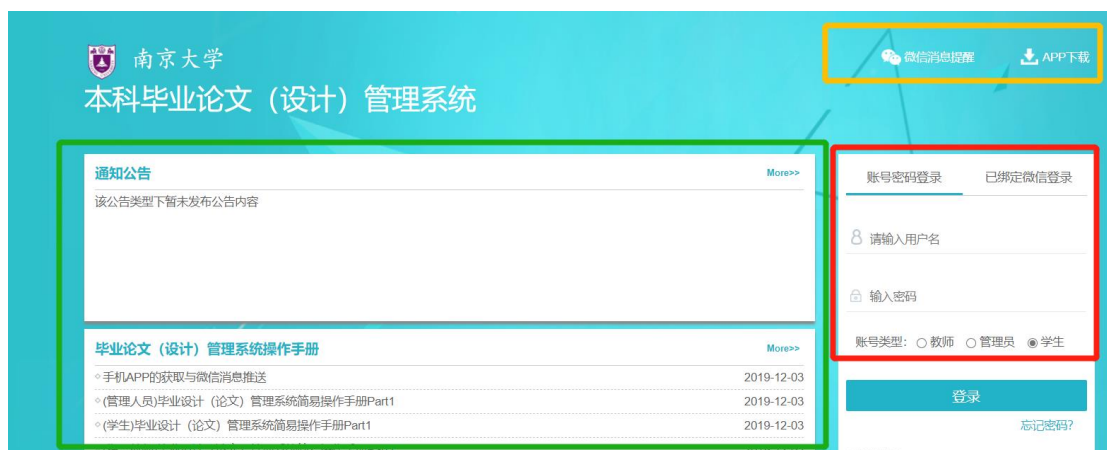 南京大学
微信消息提醒 APP下载
本科毕业论文（设计）管理系统
通知公告 More>>
该公告类型下暂未发布公告内容
毕业论文（设计）管理系统操作手册 More>>
手机APP的获取与微信消息推送 2019-12-03
(管理人员)毕业设计（论文）管理系统简易操作手册Part1 2019-12-03
(学生)毕业设计（论文）管理系统简易操作手册Part1 2019-12-03
账号密码登录 已绑定微信登录
请输入用户名
输入密码
账号类型： 教师 管理员 学生
登录
忘记密码?